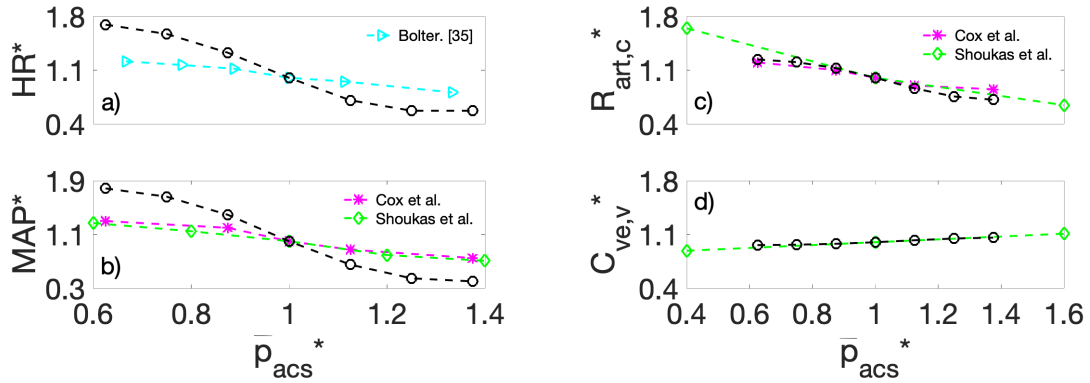 1.8
HR*
1.1
0.4
Bolter. [35]
a)
1.9
MAP*
1.1
0.3
Cox et al.
Shoukas et al.
b)
0.6 0.8 1 1.2 1.4
p̅acs*
1.8
Rart,c*
1.1
0.4
Cox et al.
Shoukas et al.
c)
1.8
Cve,v*
1.1
0.4
d)
0.4 0.6 0.8 1 1.2 1.4 1.6
p̅acs*